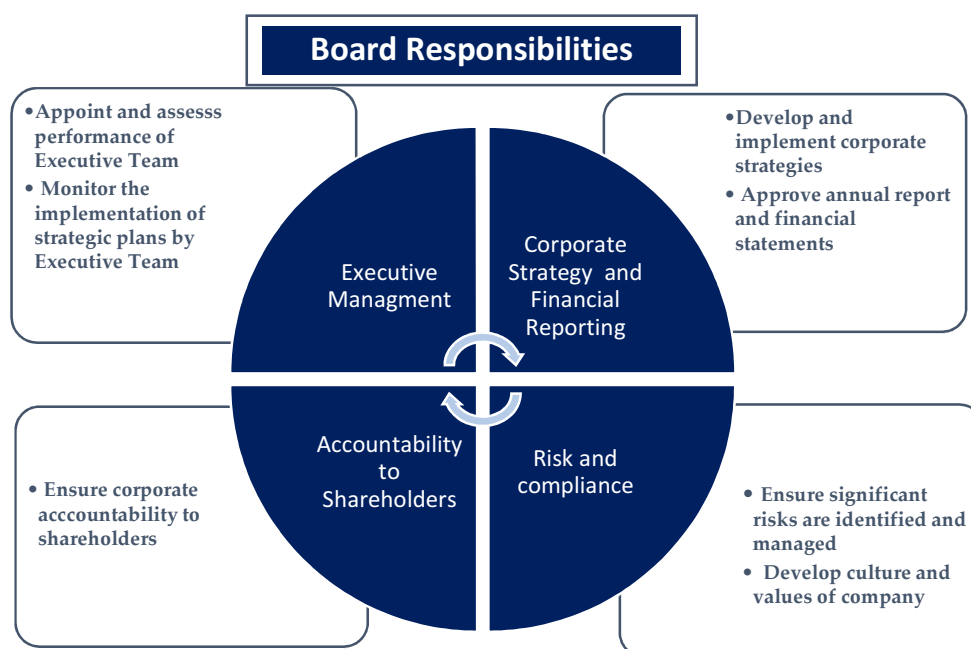 Board Responsibilities
•Appoint and assesss
performance of
Executive Team
• Monitor the
implementation of
strategic plans by
Executive Team
•Develop and
implement corporate
strategies
• Approve annual report
and financial
statements
Executive
Managment
Corporate
Strategy and
Financial
Reporting
Accountability
to
Shareholders
Risk and
compliance
• Ensure corporate
acccountability to
shareholders
• Ensure significant
risks are identified and
managed
• Develop culture and
values of company